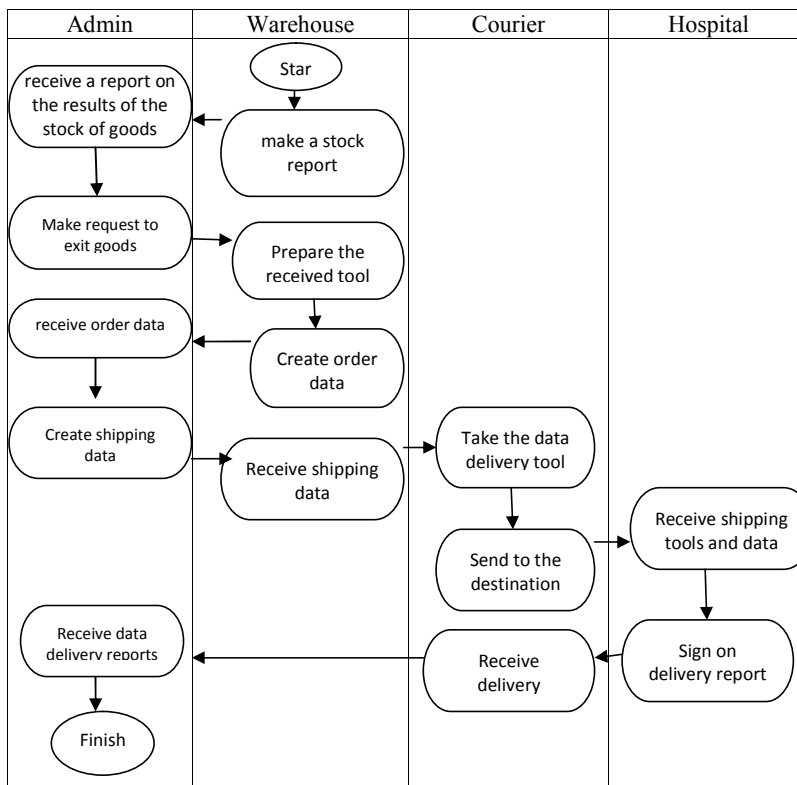 Admin
Warehouse
Courier
Hospital
Star
receive a report on
the results of the
stock of goods
make a stock
report
Make request to
exit goods
Prepare the
received tool
receive order data
Create order
data
Create shipping
data
Receive shipping
data
Take the data
delivery tool
Send to the
destination
Receive shipping
tools and data
Sign on
delivery report
Receive
delivery
Receive data
delivery reports
Finish